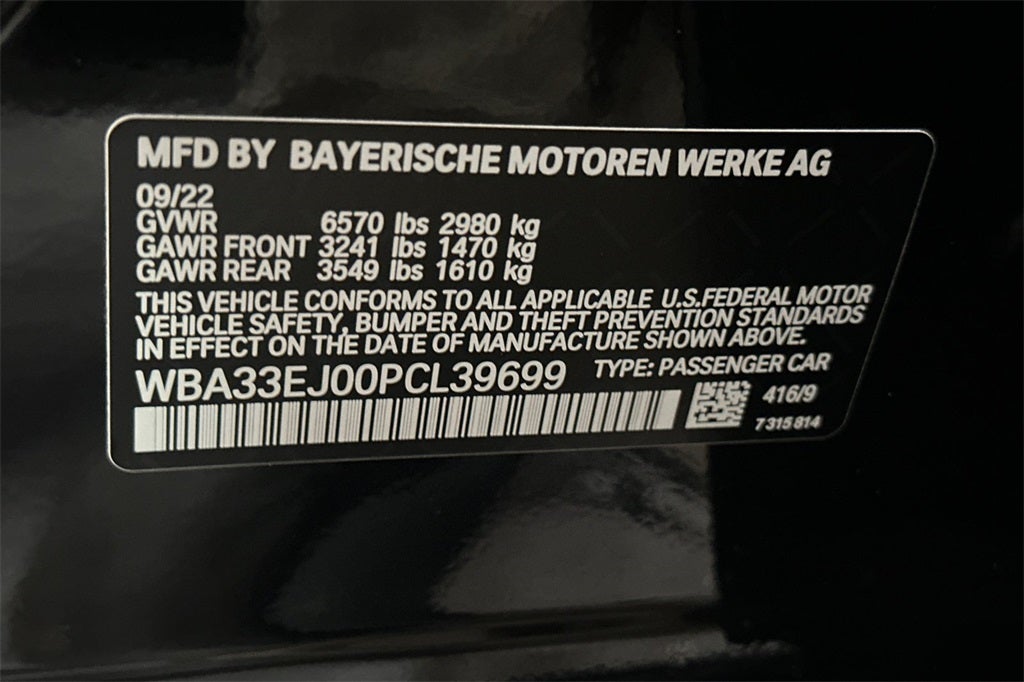 MFD BY BAYERISCHE MOTOREN WERKE AG
09/22
GVWR 6570 lbs 2980 kg
GAWR FRONT 3241 lbs 1470 kg
GAWR REAR 3549 lbs 1610 kg
THIS VEHICLE CONFORMS TO ALL APPLICABLE U.S.FEDERAL MOTOR
VEHICLE SAFETY, BUMPER AND THEFT PREVENTION STANDARDS
IN EFFECT ON THE DATE OF MANUFACTURE SHOWN ABOVE.
WBA33EJ00PCL39699 TYPE: PASSENGER CAR
416/9
7 315 814